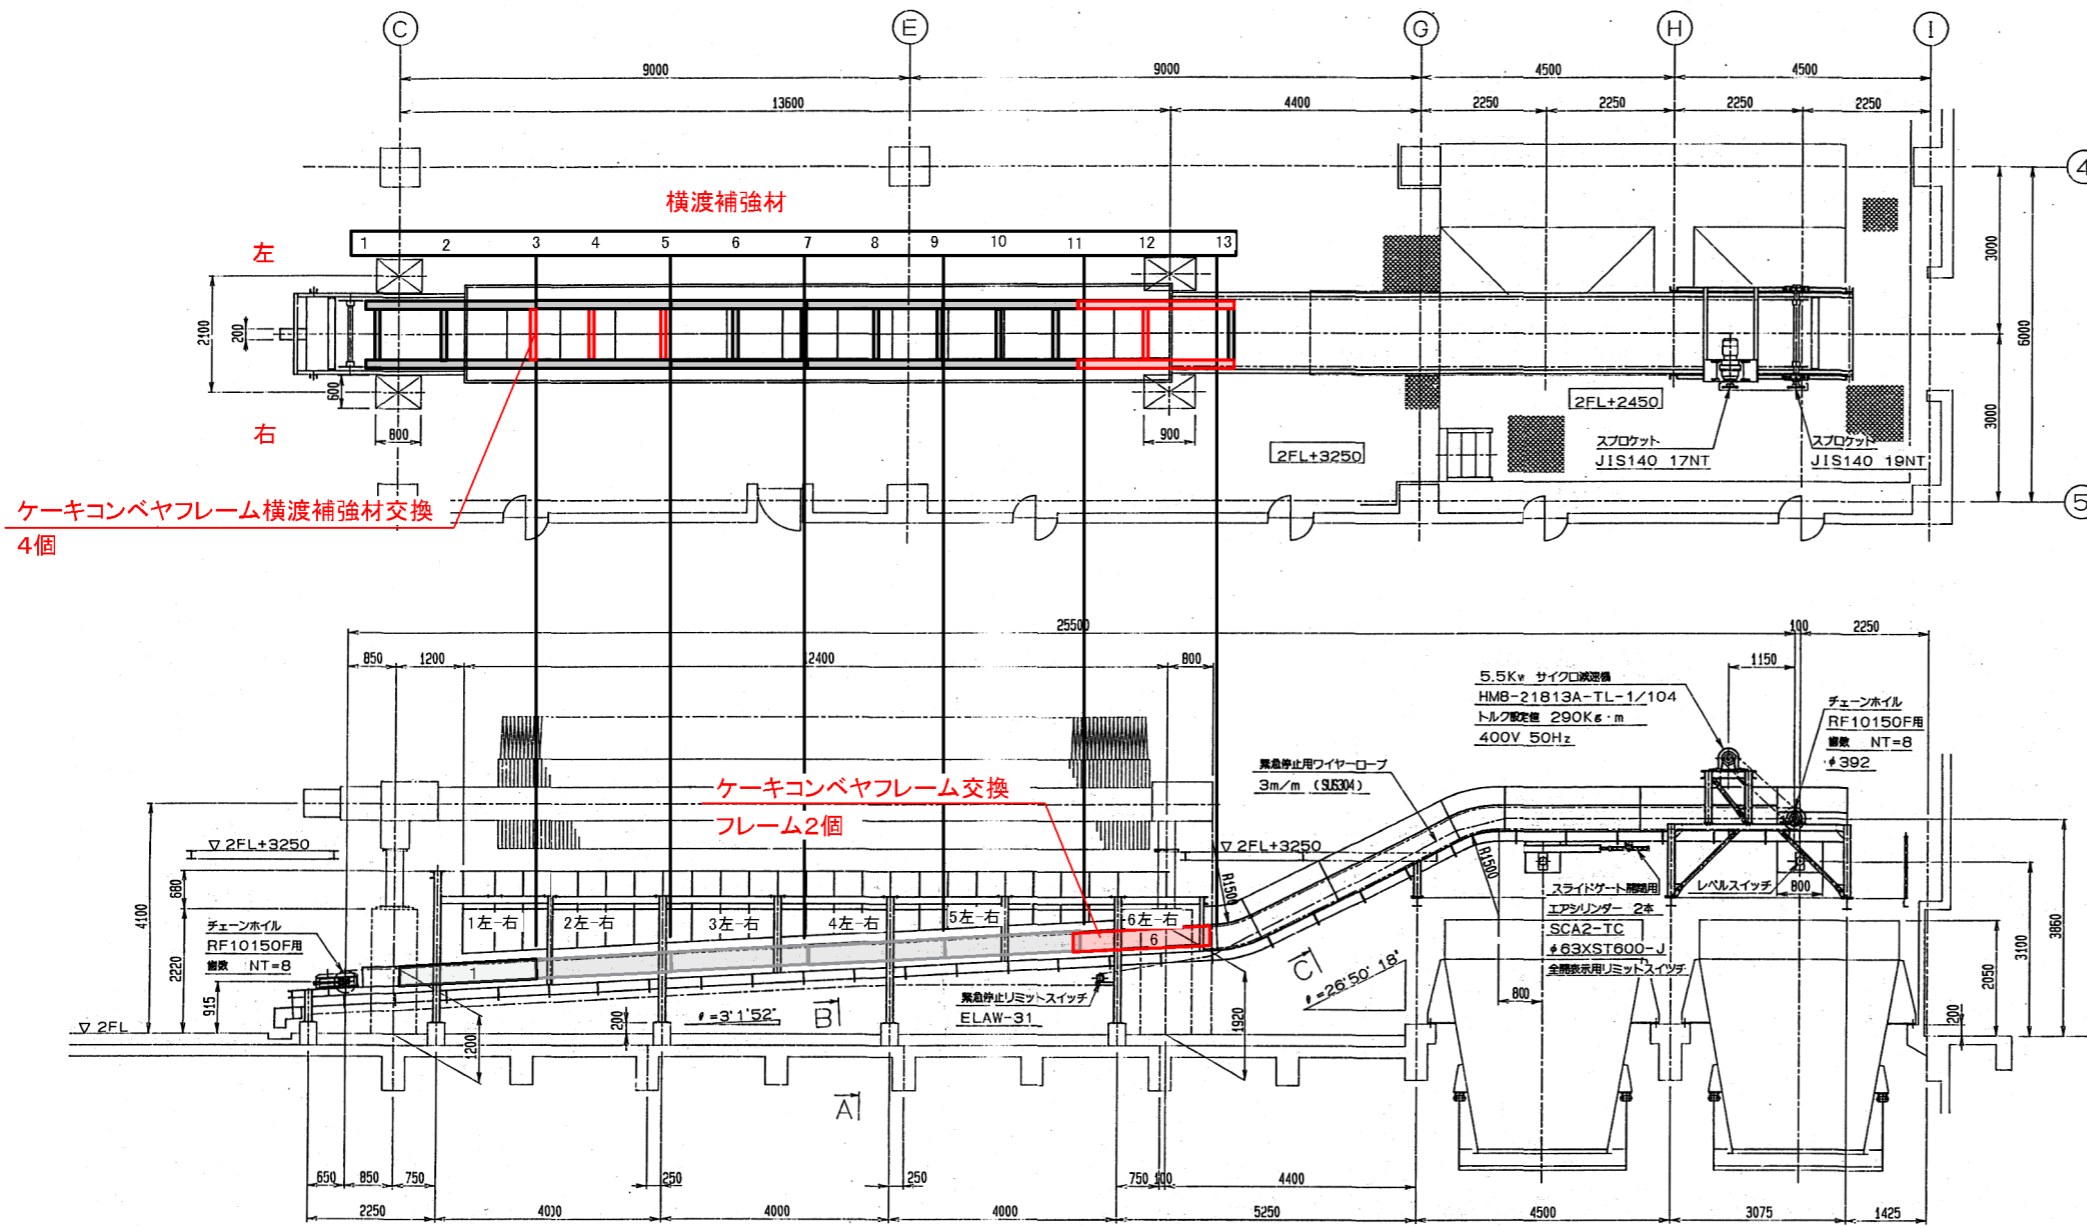 C
E
G
H
I
9000
9000
4500
4500
13600
4400
2250
2250
2250
2250
4
横渡補強材
1 2 3 4 5 6 7 8 9 10 11 12 13
左
2100
200
600
右
800
900
3000
6000
3000
2FL+2450
2FL+3250
スプロケット
JIS140 17NT
スプロケット
JIS140 19NT
5
ケーキコンベヤフレーム横渡補強材交換
4個
25500
100
2250
850
1200
12400
800
1150
5.5Kw サイクロ減速機
HM8-21813A-TL-1/104
トルク設定値 290Kg・m
400V 50Hz
チェーンホイル
RF10150F用
歯数 NT=8
φ392
緊急停止用ワイヤーロープ
3m/m (SUS304)
ケーキコンベヤフレーム交換
フレーム2個
▽ 2FL+3250
▽ 2FL+3250
4100
680
2220
915
R1500
R1500
スライドゲート開閉用
エアシリンダー 2本
SCA2-TC
φ63XST600-J
全開表示用リミットスイッチ
レベルスイッチ
800
1左-右
2左-右
3左-右
4左-右
5左-右
6左-右
チェーンホイル
RF10150F用
歯数 NT=8
1
6
▽ 2FL
1200
200
=3°1'52"
B
緊急停止リミットスイッチ
ELAW-31
1920
C
=26°50' 18"
800
2050
200
3100
3860
A
650
850
750
250
250
750
100
4400
2250
4000
4000
4000
5250
4500
3075
1425